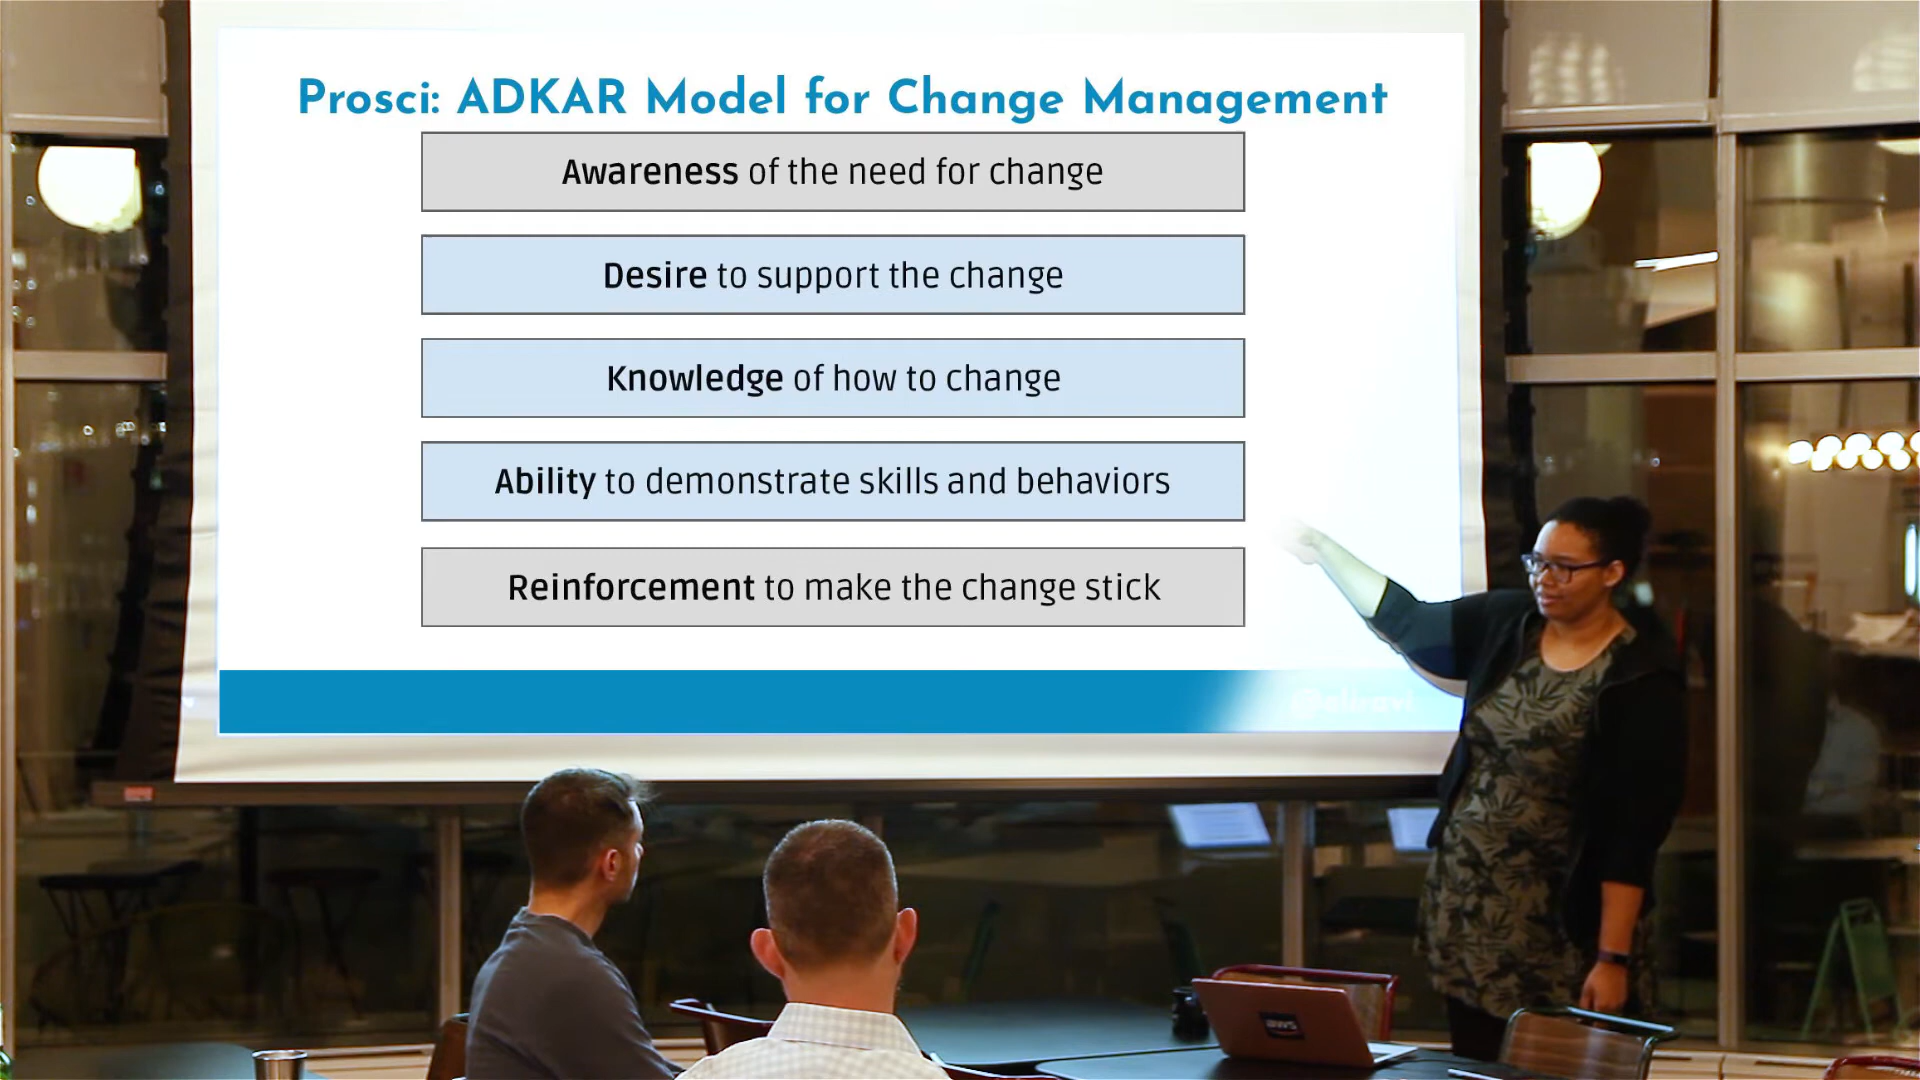 Prosci: ADKAR Model for Change Management
Awareness of the need for change
Desire to support the change
Knowledge of how to change
Ability to demonstrate skills and behaviors
Reinforcement to make the change stick
aws